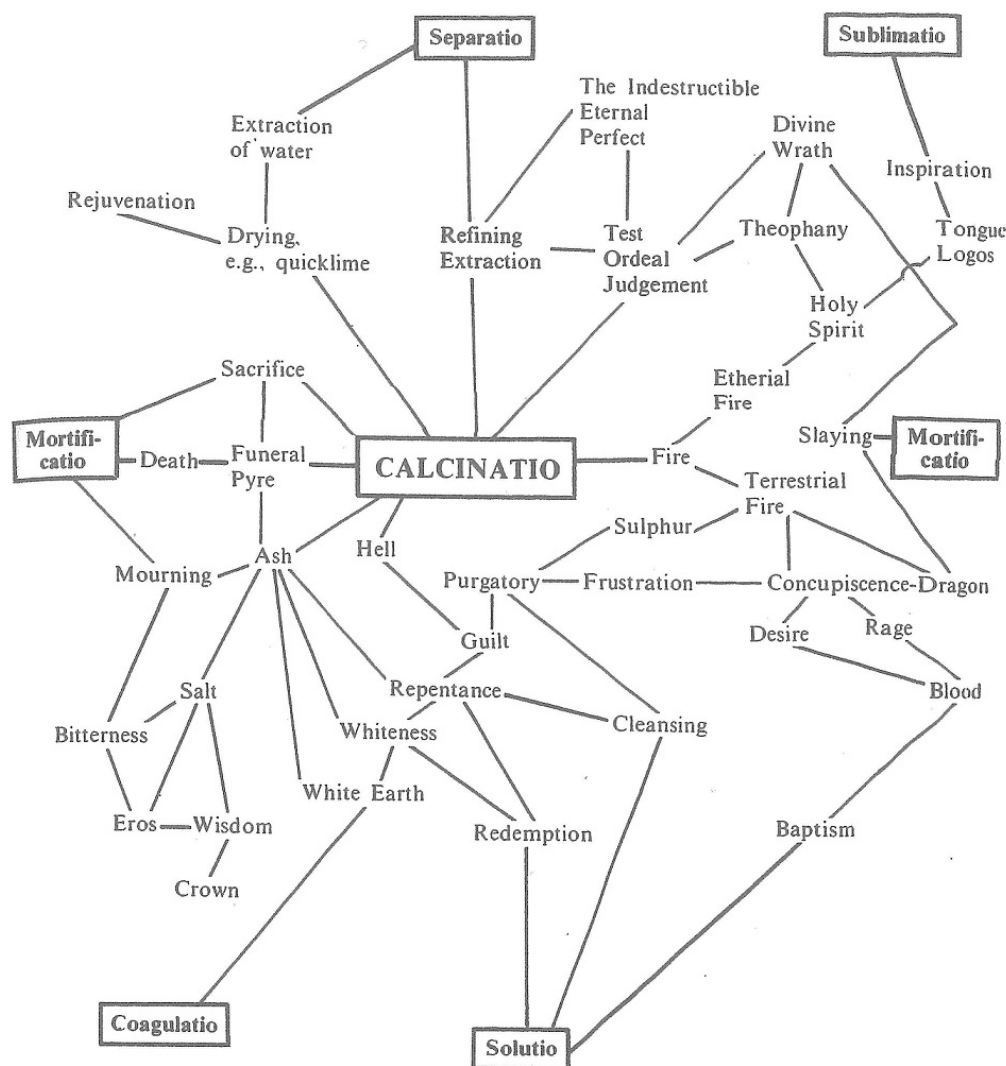 Separatio
Sublimatio
The Indestructible
Eternal
Perfect
Extraction
of water
Divine
Wrath
Inspiration
Rejuvenation
Drying,
e.g., quicklime
Refining
Extraction
Test
Ordeal
Judgement
Theophany
Tongue
Logos
Holy
Spirit
Sacrifice
Etherial
Fire
Mortifi-
catio
Death
Funeral
Pyre
CALCINATIO
Fire
Slaying
Mortifi-
catio
Terrestrial
Fire
Sulphur
Hell
Ash
Mourning
Purgatory
Frustration
Concupiscence-Dragon
Guilt
Desire
Rage
Salt
Repentance
Blood
Bitterness
Whiteness
Cleansing
White Earth
Eros
Wisdom
Redemption
Baptism
Crown
Coagulatio
Solutio